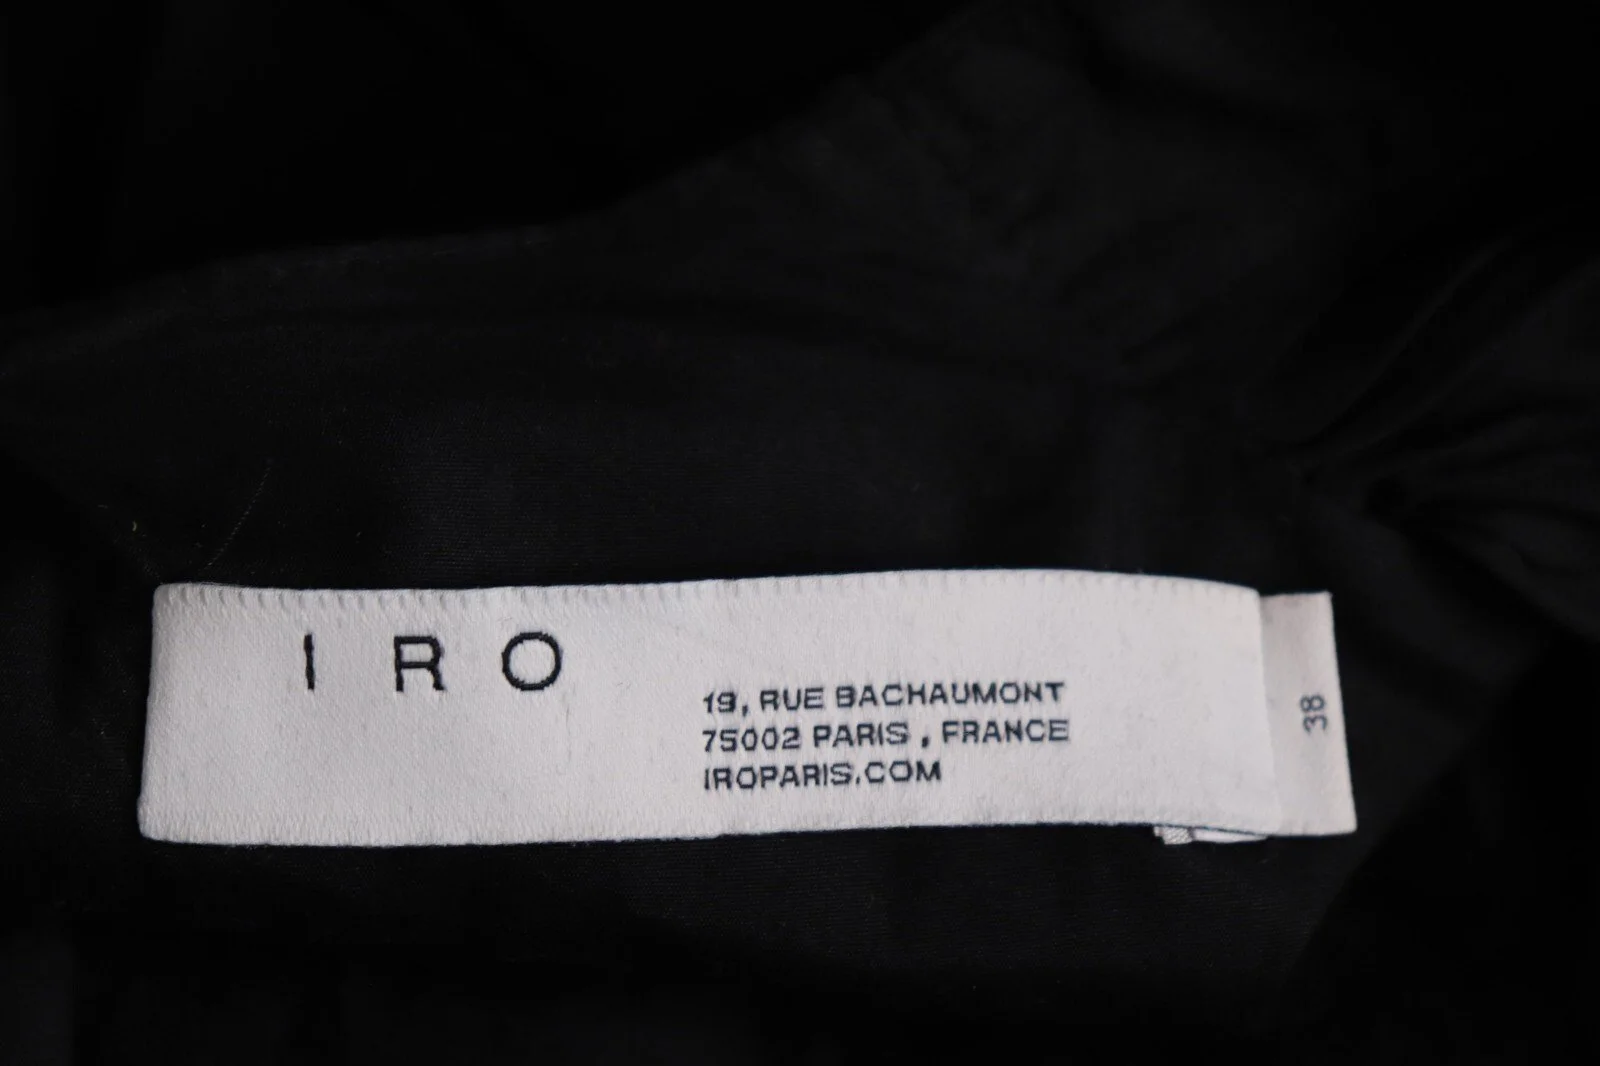 IRO
19, RUE BACHAUMONT
75002 PARIS , FRANCE
IROPARIS.COM
38